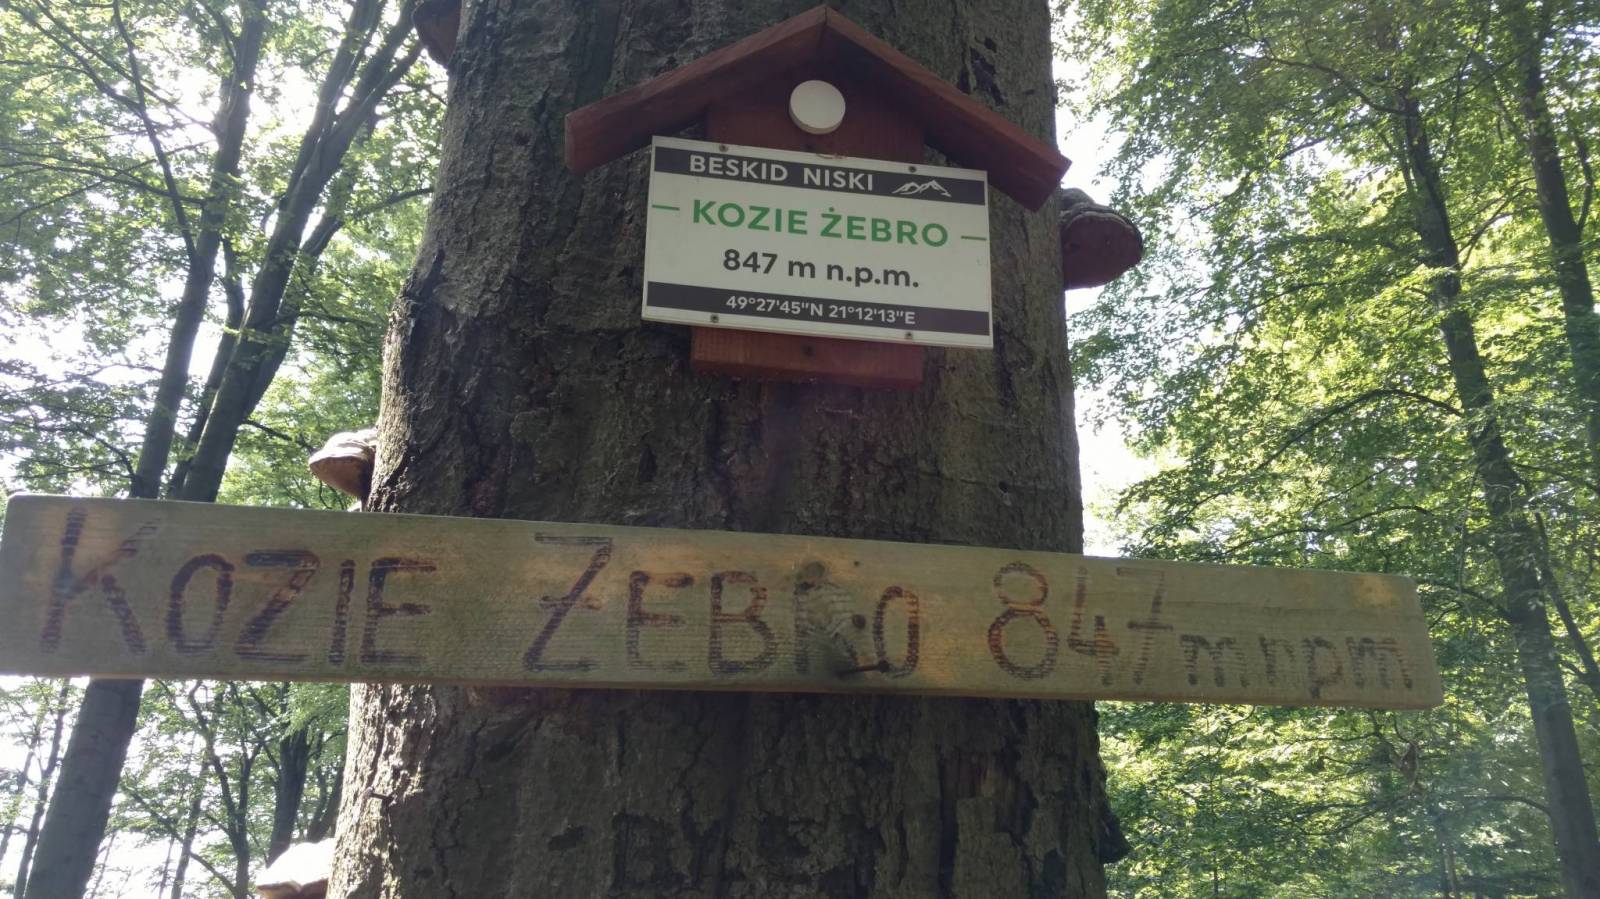 BESKID NISKI
— KOZIE ŻEBRO —
847 m n.p.m.
49°27'45"N 21°12'13"E
KOZIE ŻEBRO 847 m npm